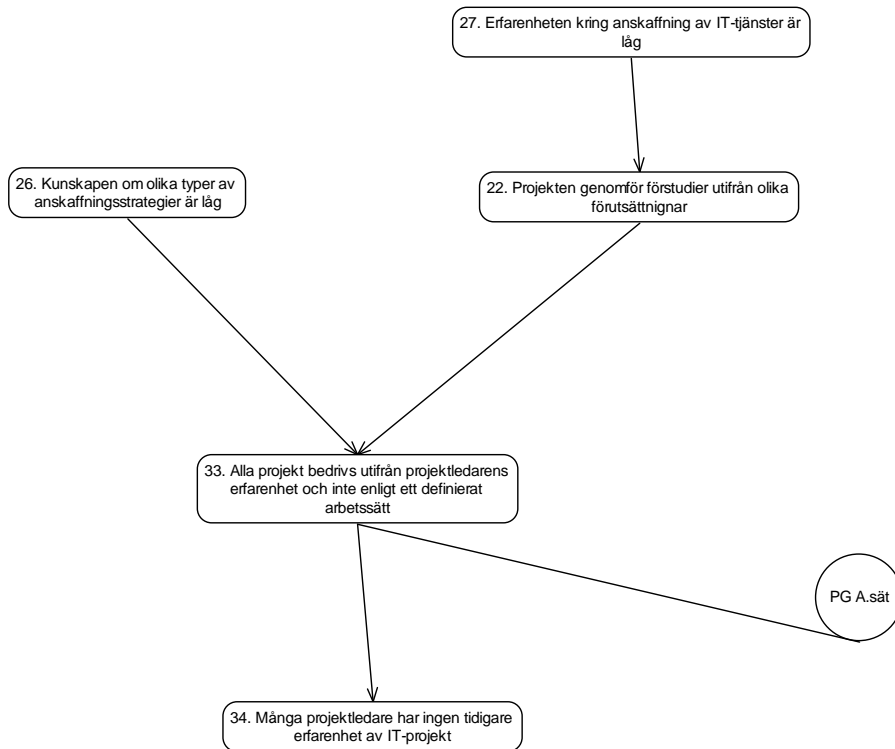 27. Erfarenheten kring anskaffning av IT-tjänster är
låg
26. Kunskapen om olika typer av
anskaffningsstrategier är låg
22. Projekten genomför förstudier utifrån olika
förutsättnignar
33. Alla projekt bedrivs utifrån projektledarens
erfarenhet och inte enligt ett definierat
arbetssätt
PG A.sät
34. Många projektledare har ingen tidigare
erfarenhet av IT-projekt